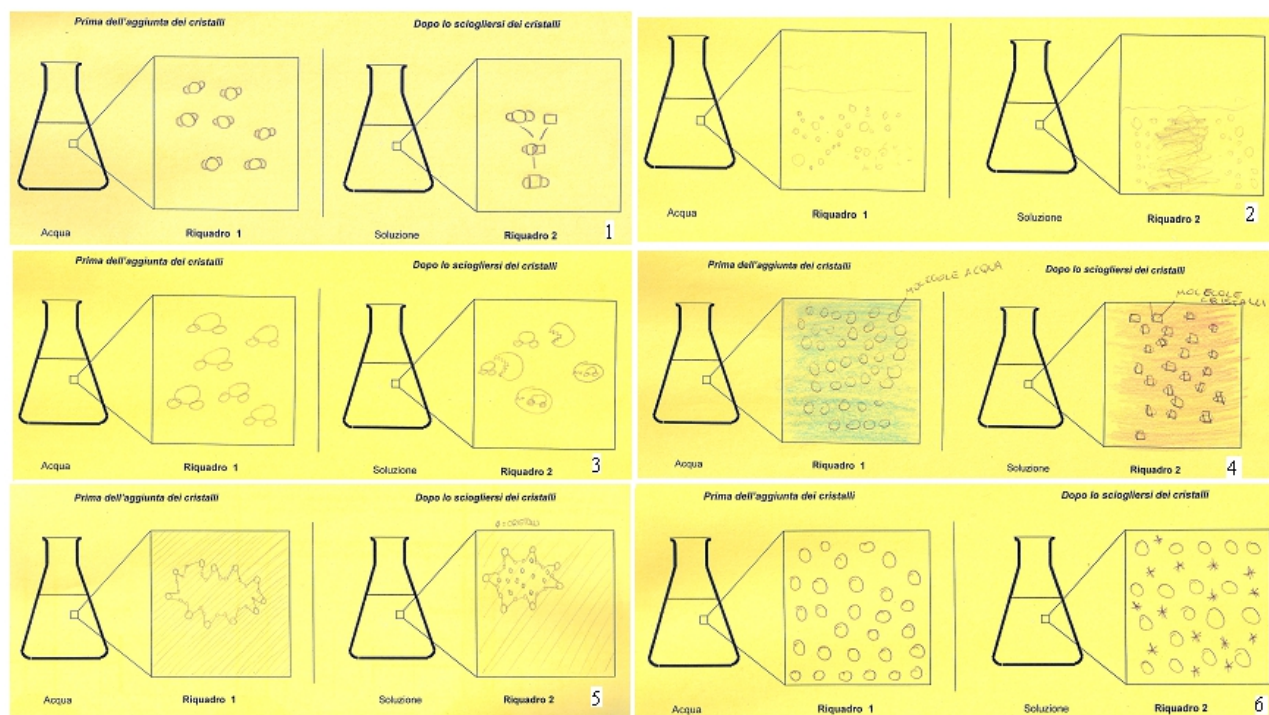 Prima dell'aggiunta dei cristalli
Dopo lo sciogliersi dei cristalli
Acqua
Riquadro 1
Soluzione
Riquadro 2
1
Acqua
Riquadro 1
Soluzione
Riquadro 2
2
Prima dell'aggiunta dei cristalli
Dopo lo sciogliersi dei cristalli
Acqua
Riquadro 1
Soluzione
Riquadro 2
3
Prima dell'aggiunta dei cristalli
MOLECOLE ACQUA
Dopo lo sciogliersi dei cristalli
MOLECOLE
CRISTALLI
Acqua
Riquadro 1
Soluzione
Riquadro 2
4
Prima dell'aggiunta dei cristalli
Dopo lo sciogliersi dei cristalli
Acqua
Riquadro 1
Soluzione
Riquadro 2
5
Prima dell'aggiunta dei cristalli
Dopo lo sciogliersi dei cristalli
Acqua
Riquadro 1
Soluzione
Riquadro 2
6